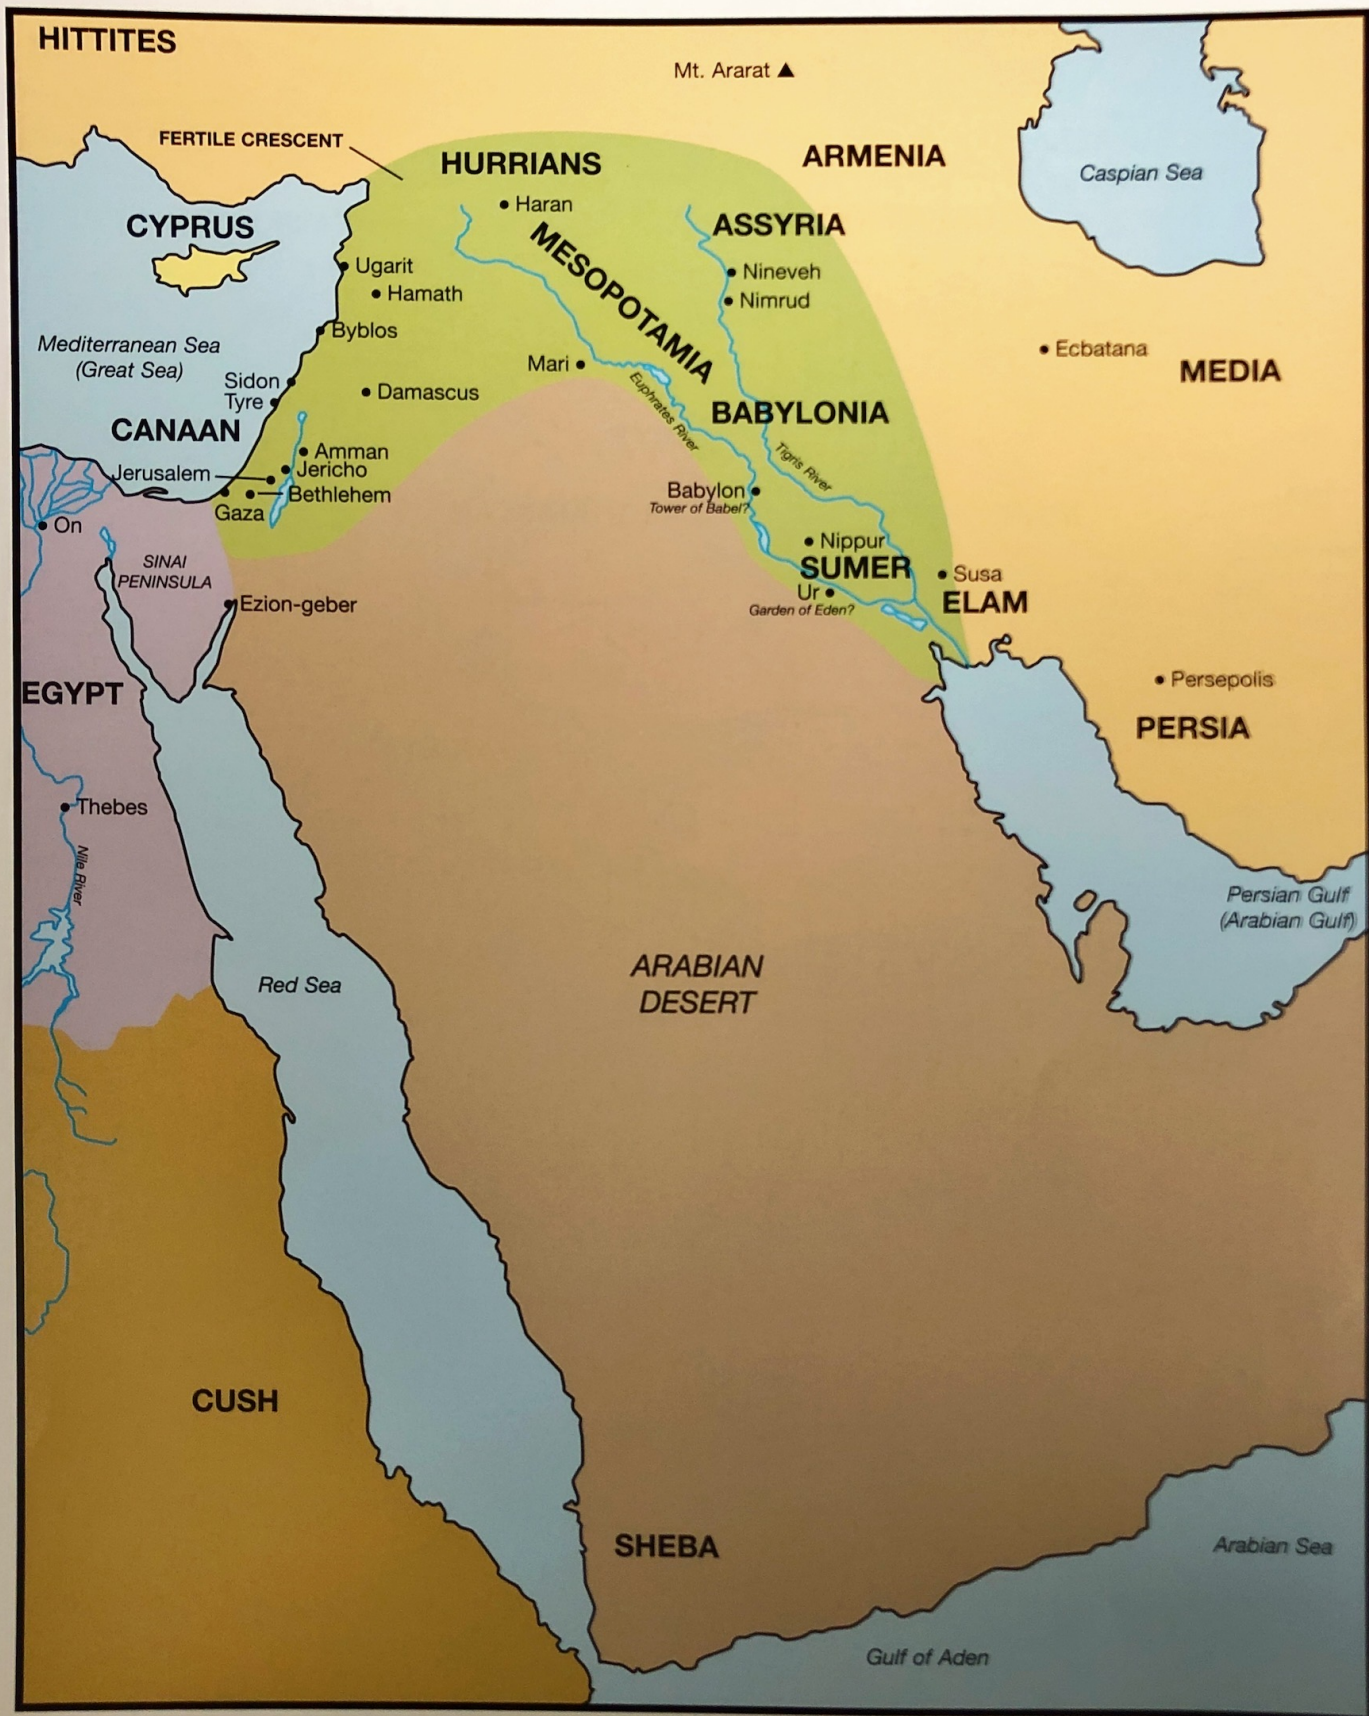 HITTITES
Mt. Ararat
FERTILE CRESCENT
HURRIANS
ARMENIA
Caspian Sea
Haran
CYPRUS
ASSYRIA
MESOPOTAMIA
Ugarit
Nineveh
Hamath
Nimrud
Byblos
Mediterranean Sea
(Great Sea)
Ecbatana
MEDIA
Mari
Sidon
Tyre
Damascus
Euphrates River
BABYLONIA
CANAAN
Amman
Jericho
Jerusalem
Tigris River
Bethlehem
Babylon
Tower of Babel?
Gaza
On
Nippur
SINAI
PENINSULA
SUMER
Susa
Ur
ELAM
Ezion-geber
Garden of Eden?
EGYPT
Persepolis
PERSIA
Thebes
Nile River
Persian Gulf
(Arabian Gulf)
ARABIAN
DESERT
Red Sea
CUSH
SHEBA
Arabian Sea
Gulf of Aden